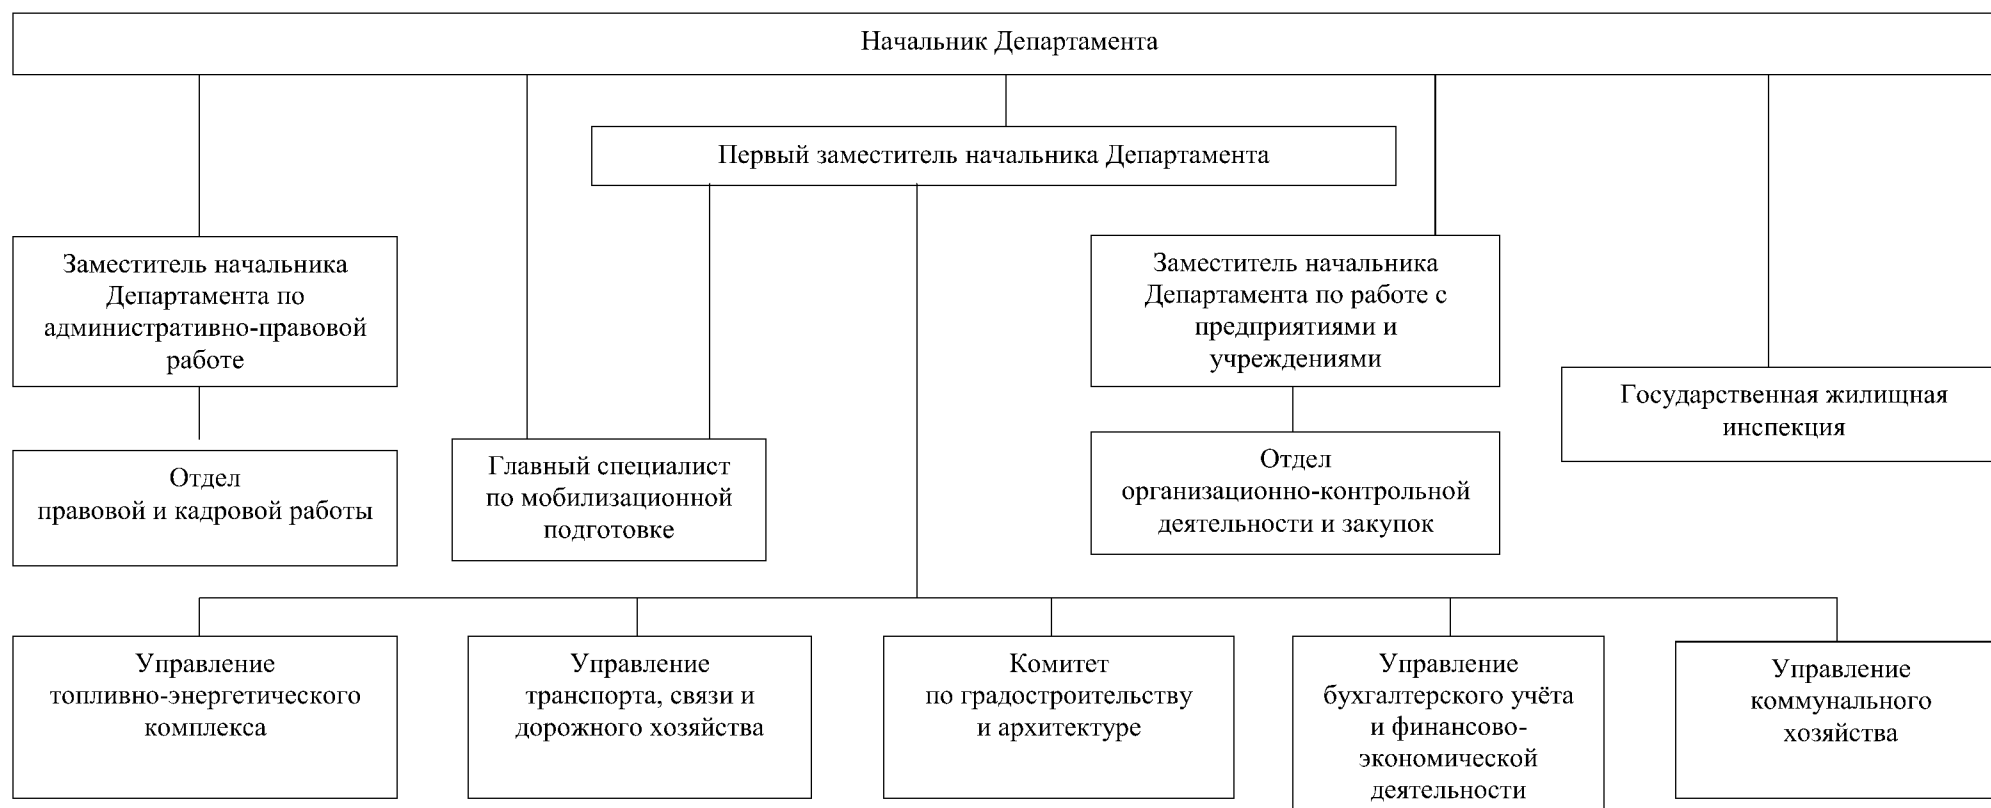 Начальник Департамента
Первый заместитель начальника Департамента
Заместитель начальника
Департамента по
административно-правовой
работе
Заместитель начальника
Департамента по работе с
предприятиями и
учреждениями
Государственная жилищная
инспекция
Отдел
правовой и кадровой работы
Главный специалист
по мобилизационной
подготовке
Отдел
организационно-контрольной
деятельности и закупок
Управление
топливно-энергетического
комплекса
Управление
транспорта, связи и
дорожного хозяйства
Комитет
по градостроительству
и архитектуре
Управление
бухгалтерского учёта
и финансово-
экономической
деятельности
Управление
коммунального
хозяйства